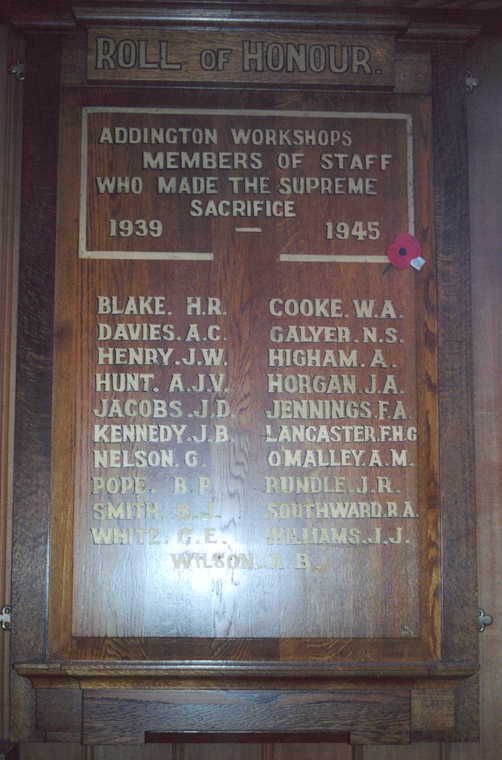 ROLL OF HONOUR.
ADDINGTON WORKSHOPS
MEMBERS OF STAFF
WHO MADE THE SUPREME
SACRIFICE
1939 — 1945
BLAKE. H.R. COOKE. W.A.
DAVIES. A.C. GALYER. N.S.
HENRY. J.W. HIGHAM. A.
HUNT. A.J.V. HORGAN. J.A.
JACOBS. J.D. JENNINGS. F.A.
KENNEDY. J.B. LANCASTER. F.H.G
NELSON. G. O'MALLEY. A.M.
POPE. B.P. RUNDLE. J.R.
SMITH. J. SOUTHWARD. R.A.
WHITE. G.E. WILLIAMS. J.J.
WILSON. B.